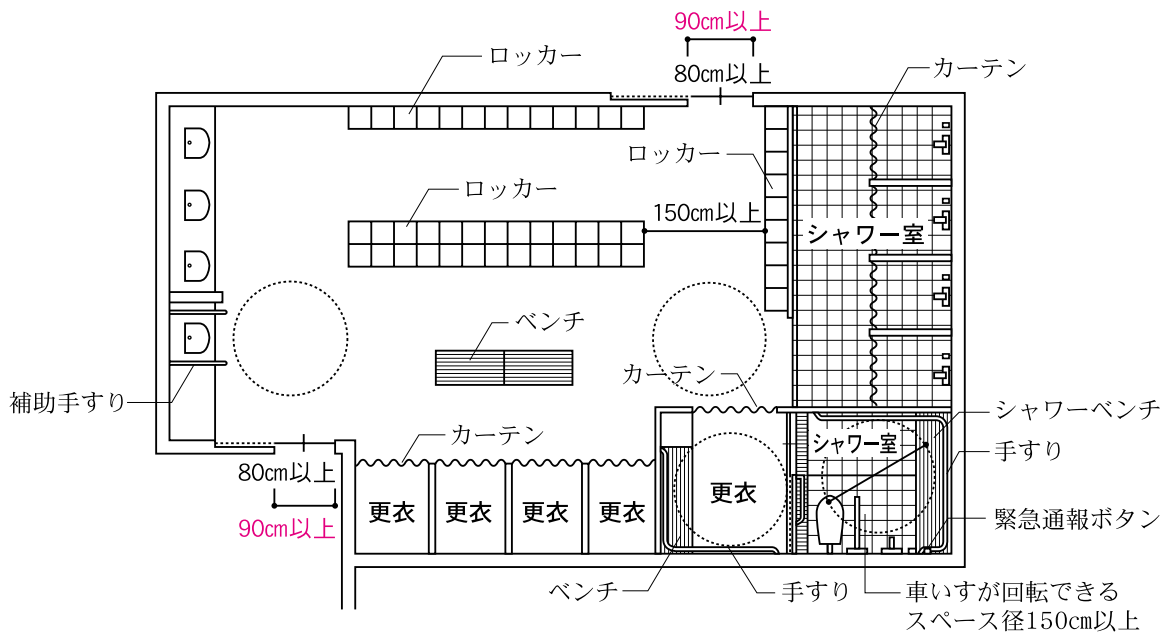 90cm以上
80cm以上
ロッカー
カーテン
ロッカー
ロッカー
150cm以上
シャワー室
ベンチ
カーテン
補助手すり
シャワーベンチ
カーテン
シャワー室
手すり
80cm以上
90cm以上
更衣
更衣
更衣
更衣
更衣
緊急通報ボタン
ベンチ
手すり
車いすが回転できる
スペース径150cm以上